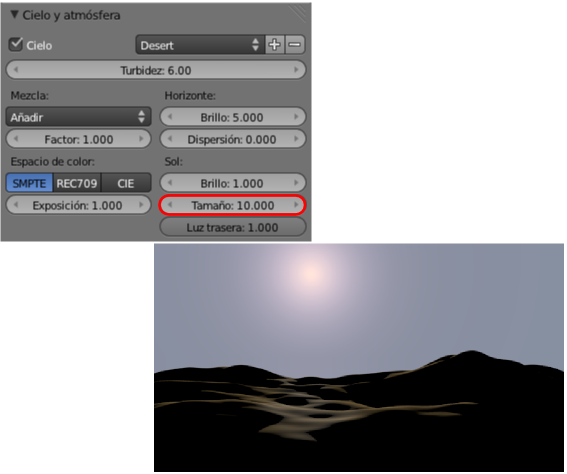 Cielo y atmósfera
Cielo Desert
Turbidez: 6.00
Mezcla: Horizonte:
Añadir Brillo: 5.000
Factor: 1.000 Dispersión: 0.000
Espacio de color: Sol:
SMPTE REC709 CIE Brillo: 1.000
Exposición: 1.000 Tamaño: 10.000
Luz trasera: 1.000